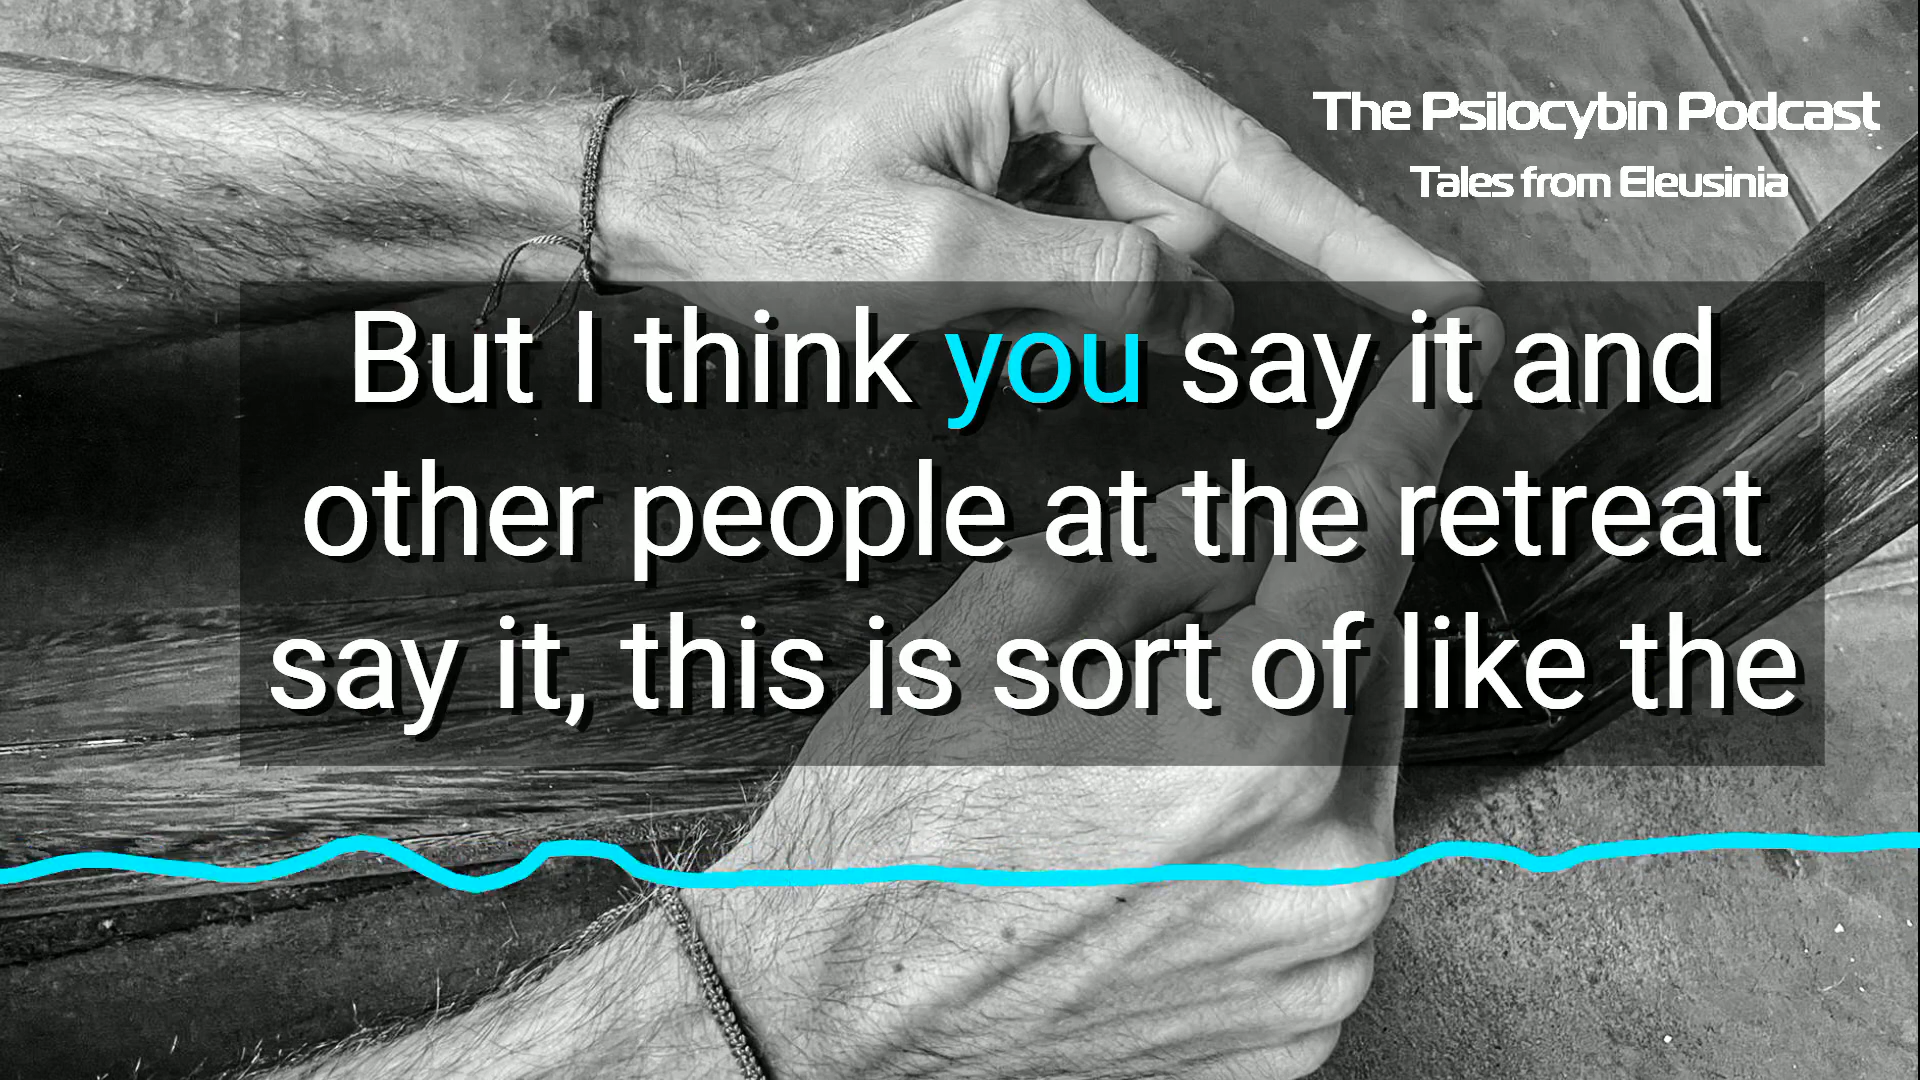 The Psilocybin Podcast
Tales from Eleusinia
But I think you say it and
other people at the retreat
say it, this is sort of like the